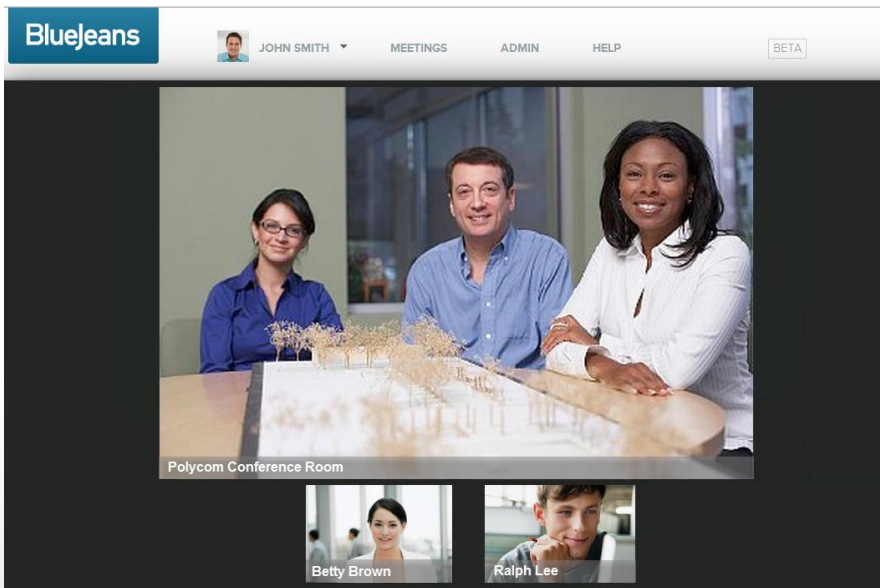 BlueJeans
JOHN SMITH MEETINGS ADMIN HELP BETA
Polycom Conference Room
Betty Brown Ralph Lee